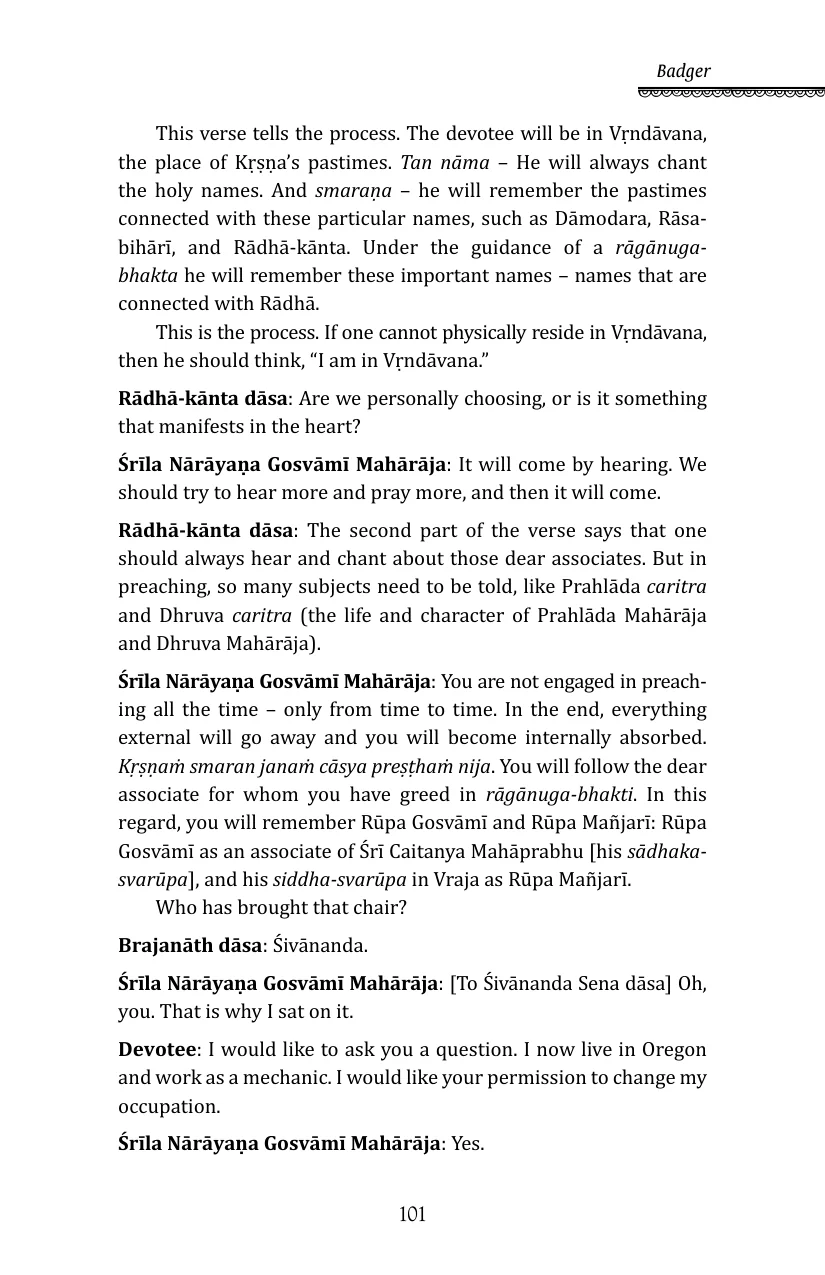 Badger
This verse tells the process. The devotee will be in Vṛndāvana,
the place of Kṛṣṇa’s pastimes. Tan nāma – He will always chant
the holy names. And smaraṇa – he will remember the pastimes
connected with these particular names, such as Dāmodara, Rāsa-
bihārī, and Rādhā-kānta. Under the guidance of a rāgānuga-
bhakta he will remember these important names – names that are
connected with Rādhā.
This is the process. If one cannot physically reside in Vṛndāvana,
then he should think, “I am in Vṛndāvana.”
Rādhā-kānta dāsa: Are we personally choosing, or is it something
that manifests in the heart?
Śrīla Nārāyaṇa Gosvāmī Mahārāja: It will come by hearing. We
should try to hear more and pray more, and then it will come.
Rādhā-kānta dāsa: The second part of the verse says that one
should always hear and chant about those dear associates. But in
preaching, so many subjects need to be told, like Prahlāda caritra
and Dhruva caritra (the life and character of Prahlāda Mahārāja
and Dhruva Mahārāja).
Śrīla Nārāyaṇa Gosvāmī Mahārāja: You are not engaged in preach-
ing all the time – only from time to time. In the end, everything
external will go away and you will become internally absorbed.
Kṛṣṇaṁ smaran janaṁ cāsya preṣṭhaṁ nija. You will follow the dear
associate for whom you have greed in rāgānuga-bhakti. In this
regard, you will remember Rūpa Gosvāmī and Rūpa Mañjarī: Rūpa
Gosvāmī as an associate of Śrī Caitanya Mahāprabhu [his sādhaka-
svarūpa], and his siddha-svarūpa in Vraja as Rūpa Mañjarī.
Who has brought that chair?
Brajanāth dāsa: Śivānanda.
Śrīla Nārāyaṇa Gosvāmī Mahārāja: [To Śivānanda Sena dāsa] Oh,
you. That is why I sat on it.
Devotee: I would like to ask you a question. I now live in Oregon
and work as a mechanic. I would like your permission to change my
occupation.
Śrīla Nārāyaṇa Gosvāmī Mahārāja: Yes.
101